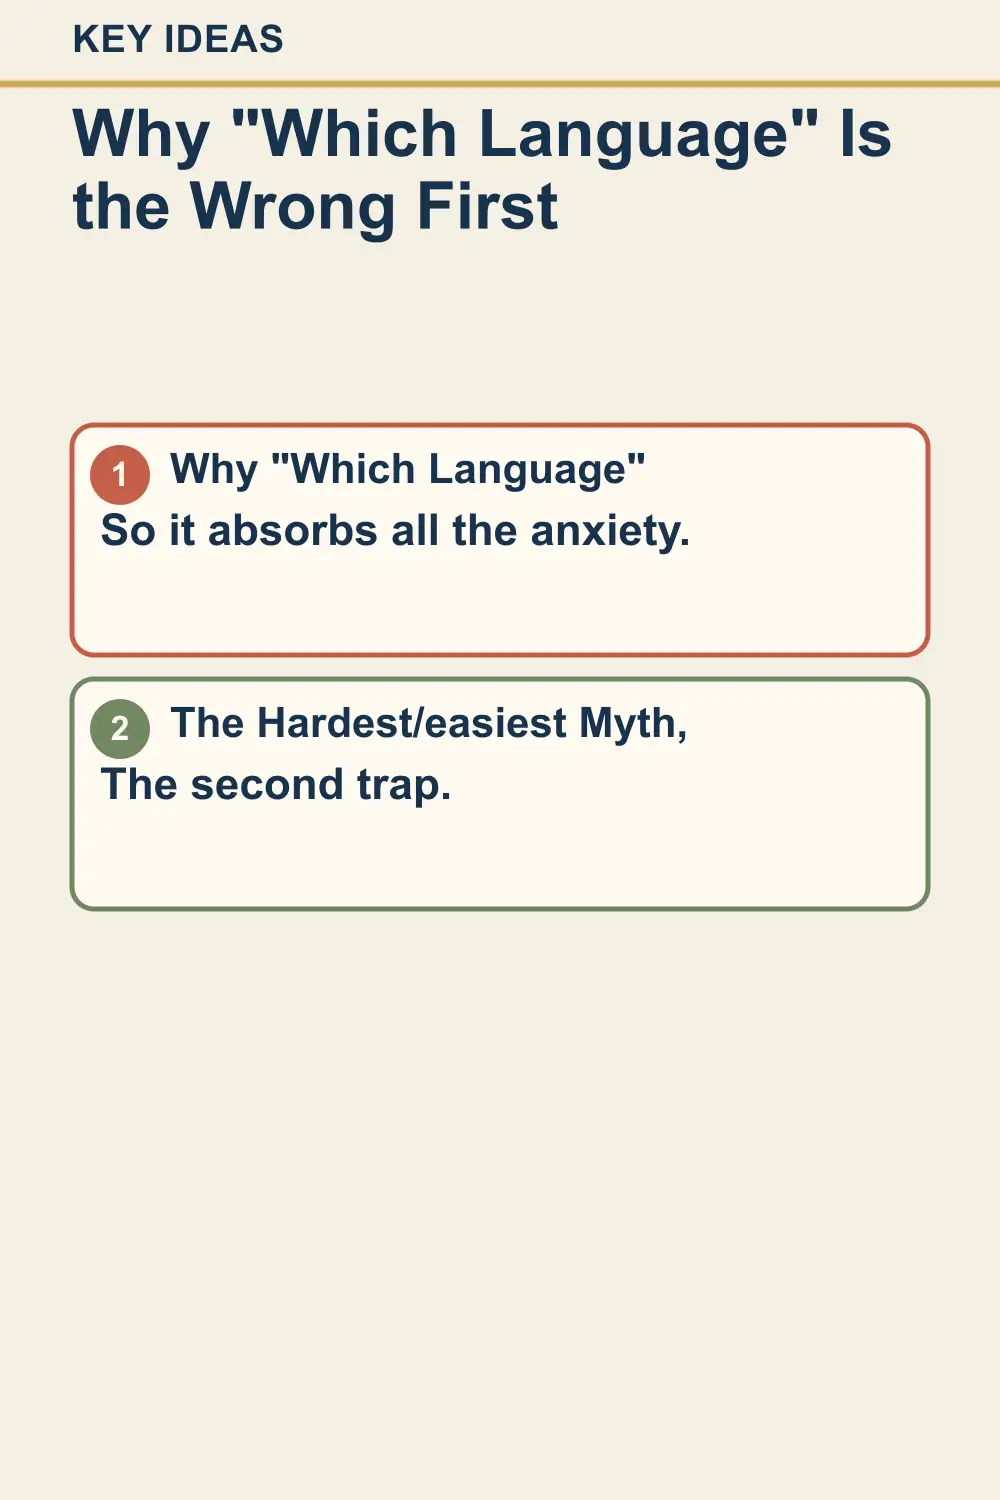 KEY IDEAS
Why "Which Language" Is
the Wrong First
1 Why "Which Language"
So it absorbs all the anxiety.
2 The Hardest/easiest Myth,
The second trap.